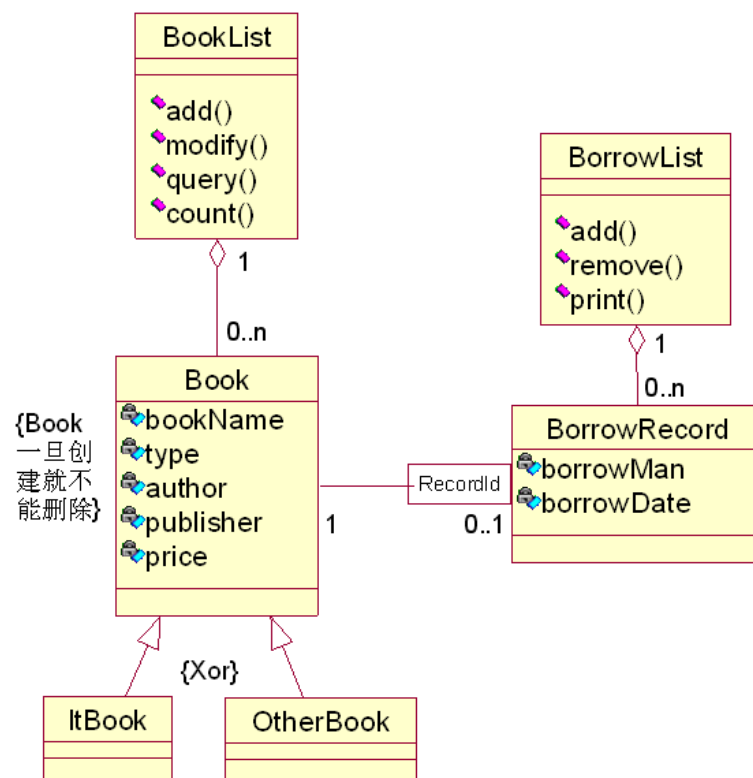 BookList
add()
modify()
query()
count()
1
0..n
BorrowList
add()
remove()
print()
1
0..n
{Book
一旦创
建就不
能删除}
Book
bookName
type
author
publisher
price
1
RecordId
0..1
BorrowRecord
borrowMan
borrowDate
{Xor}
ItBook
OtherBook